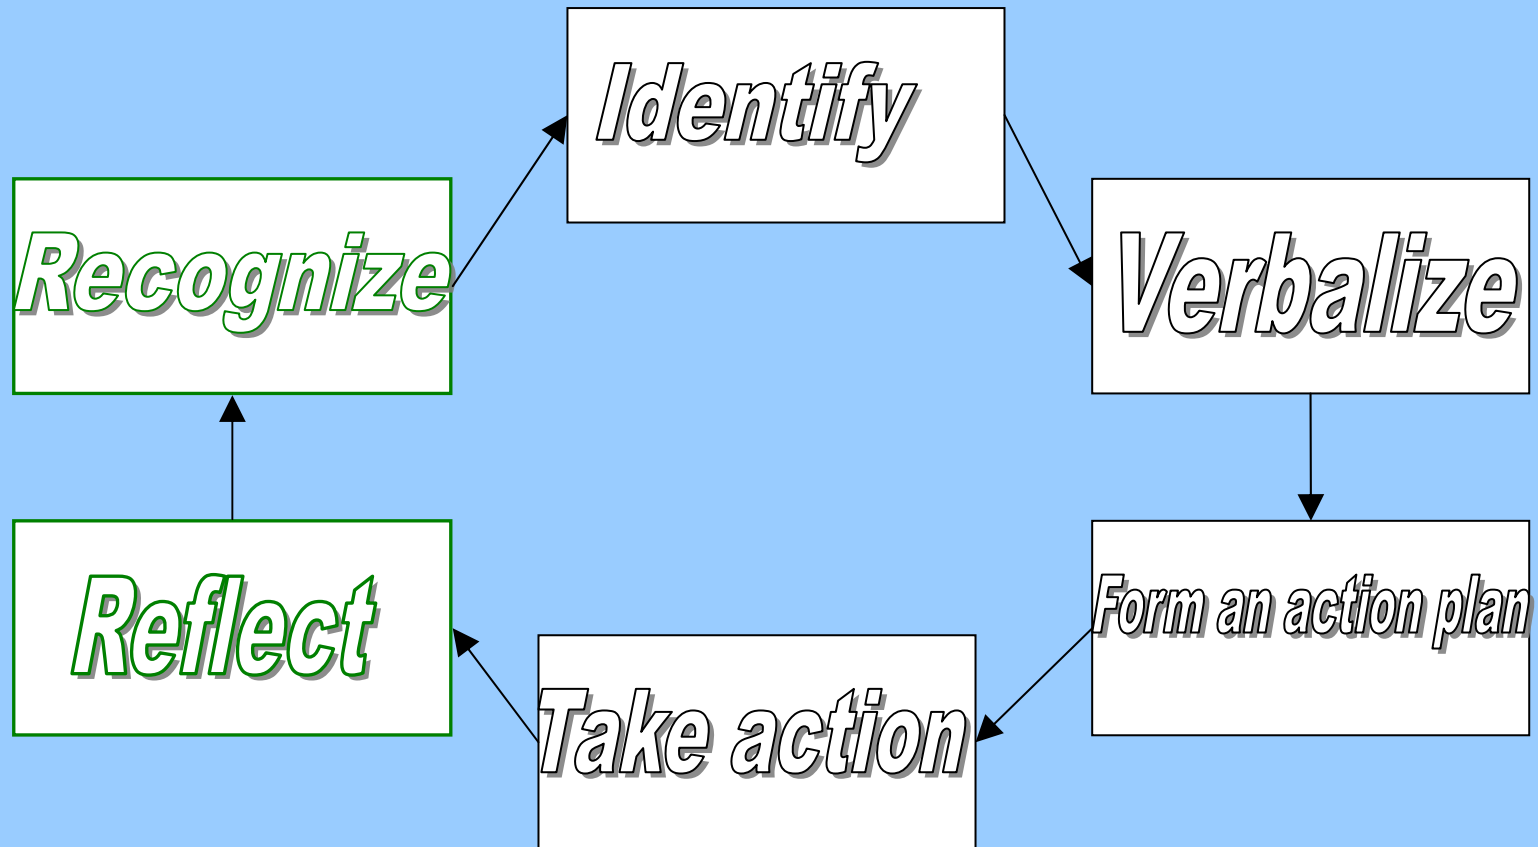 Identify
Recognize
Verbalize
Reflect
Form an action plan
Take action